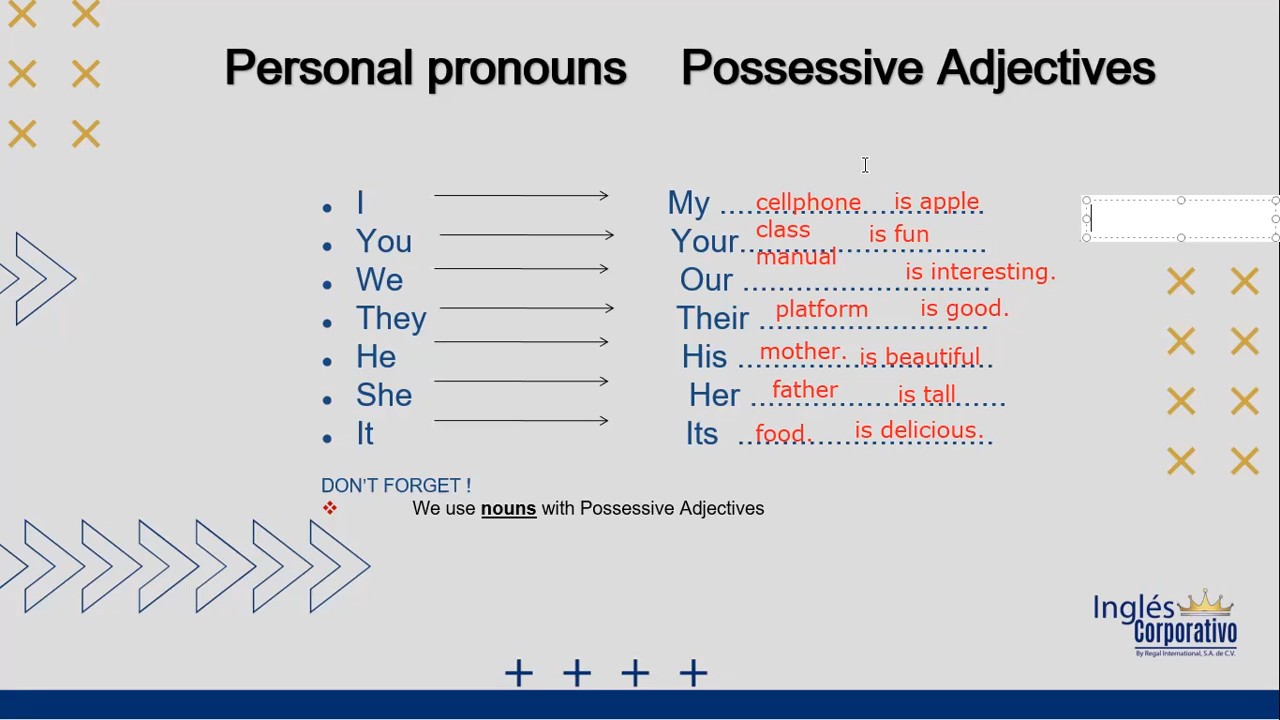 Personal pronouns Possessive Adjectives
• I My ........................ cellphone is apple
• You Your........................ class is fun
• We Our ........................ manual is interesting.
• They Their ........................ platform is good.
• He His ........................ mother. is beautiful
• She Her ........................ father is tall
• It Its ........................ food. is delicious.
DON'T FORGET !
❖ We use nouns with Possessive Adjectives
Inglés
Corporativo
By Regal International, S.A. de C.V.